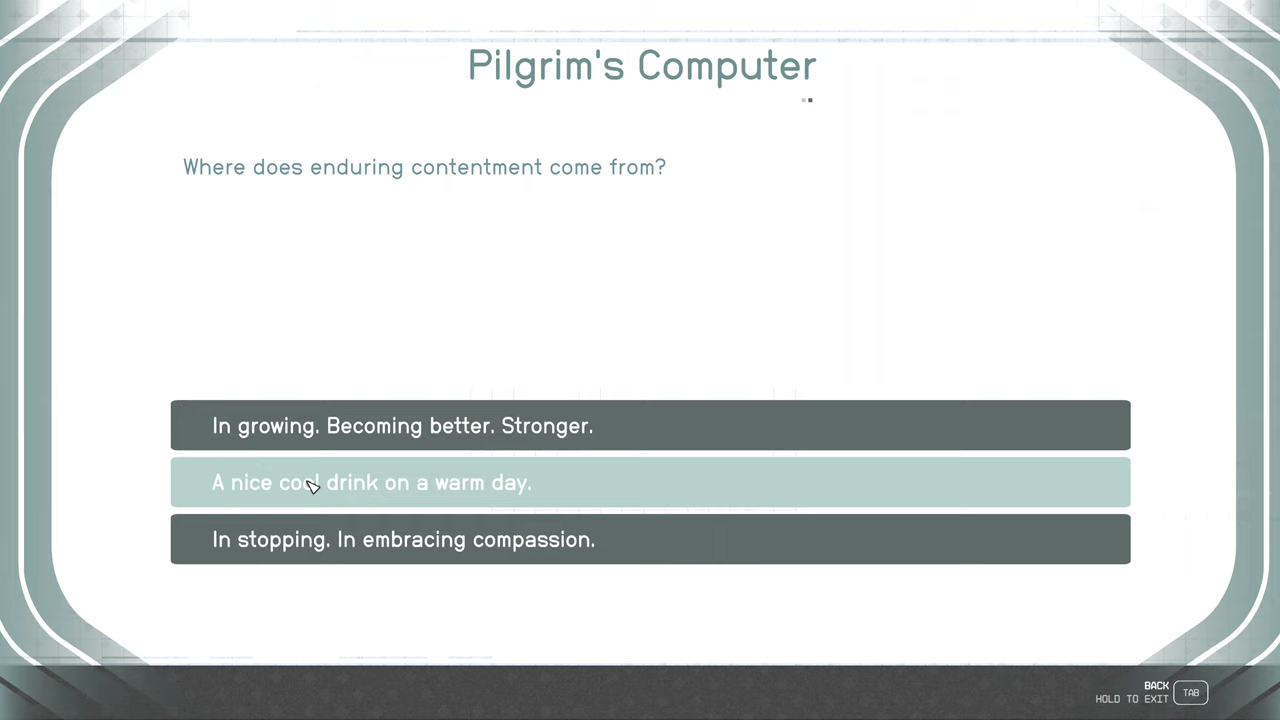 Pilgrim's Computer
Where does enduring contentment come from?
In growing. Becoming better. Stronger.
A nice cool drink on a warm day.
In stopping. In embracing compassion.
BACK
HOLD TO EXIT TAB